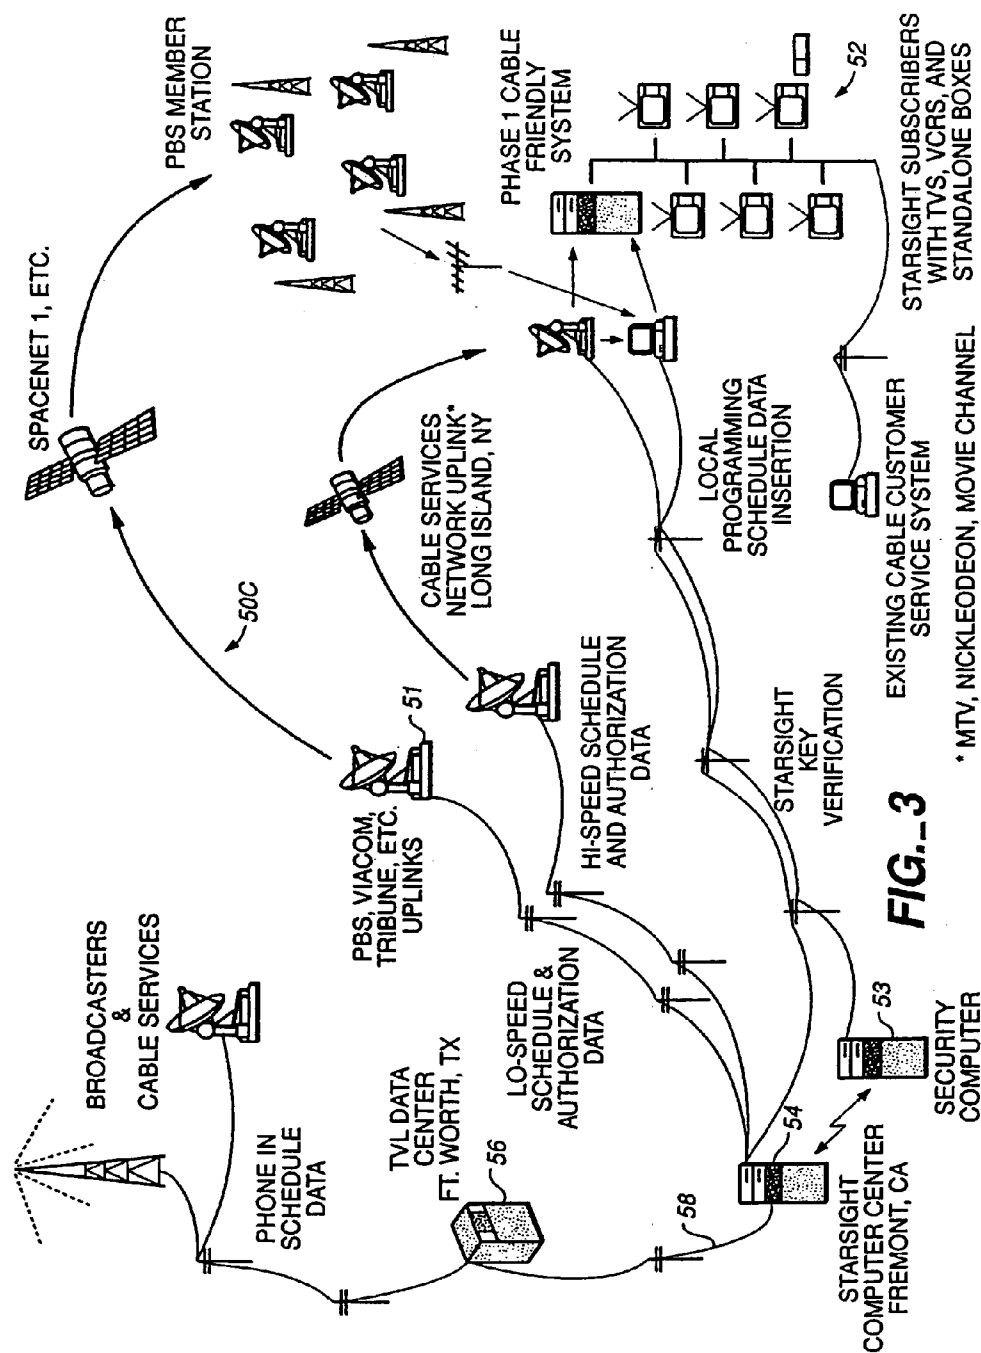 BROADCASTERS
&
CABLE SERVICES
PHONE IN
SCHEDULE
DATA
TVL DATA
CENTER
FT. WORTH, TX
56
58
STARSIGHT
COMPUTER CENTER
FREMONT, CA
54
SECURITY
COMPUTER
53
LO-SPEED
SCHEDULE &
AUTHORIZATION
DATA
PBS, VIACOM,
TRIBUNE, ETC.
UPLINKS
51
HI-SPEED SCHEDULE
AND AUTHORIZATION
DATA
50C
SPACENET 1, ETC.
CABLE SERVICES
NETWORK UPLINK*
LONG ISLAND, NY
PBS MEMBER
STATION
PHASE 1 CABLE
FRIENDLY
SYSTEM
LOCAL
PROGRAMMING
SCHEDULE DATA
INSERTION
STARSIGHT
KEY
VERIFICATION
EXISTING CABLE CUSTOMER
SERVICE SYSTEM
52
STARSIGHT SUBSCRIBERS
WITH TVS, VCRS, AND
STANDALONE BOXES
* MTV, NICKLEODEON, MOVIE CHANNEL
FIG._3